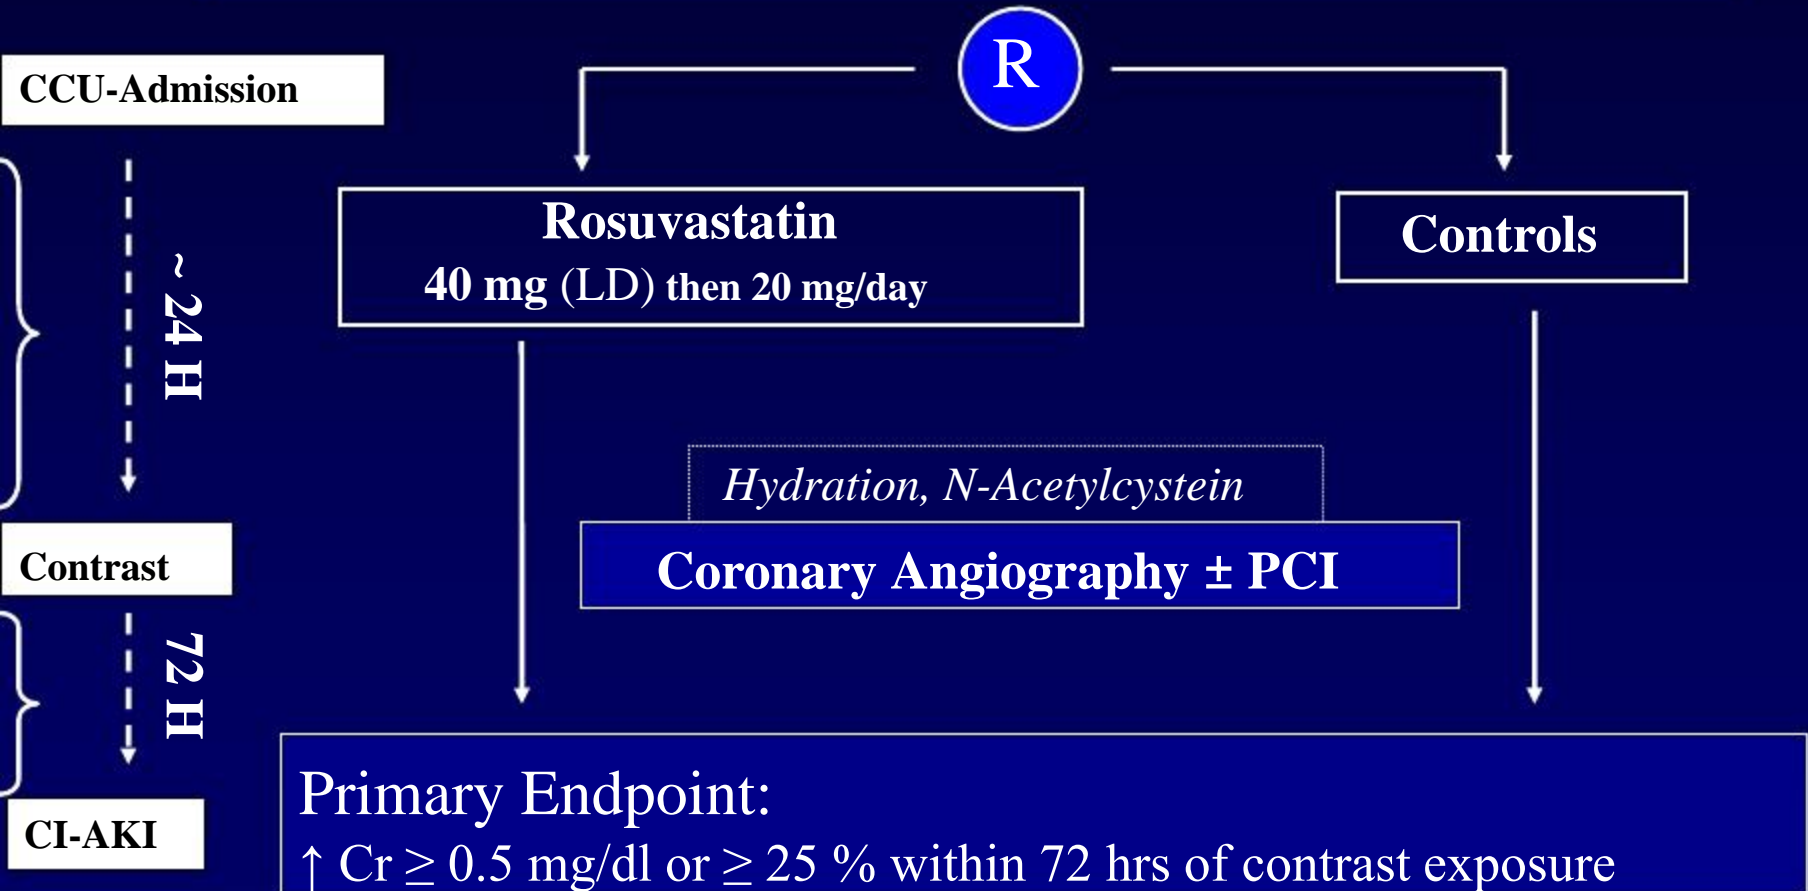 R
CCU-Admission
Rosuvastatin
40 mg (LD) then 20 mg/day
Controls
~ 24 H
Hydration, N-Acetylcystein
Coronary Angiography ± PCI
Contrast
72 H
Primary Endpoint:
↑ Cr ≥ 0.5 mg/dl or ≥ 25 % within 72 hrs of contrast exposure
CI-AKI